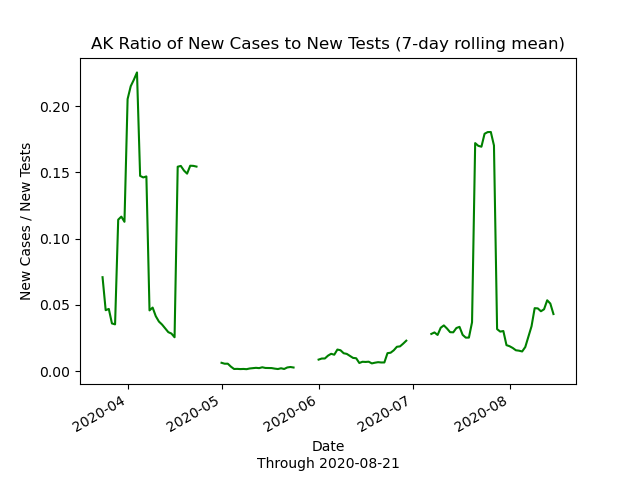 AK Ratio of New Cases to New Tests (7-day rolling mean)
New Cases / New Tests
0.20
0.15
0.10
0.05
0.00
2020-04
2020-05
2020-06
2020-07
2020-08
Date
Through 2020-08-21